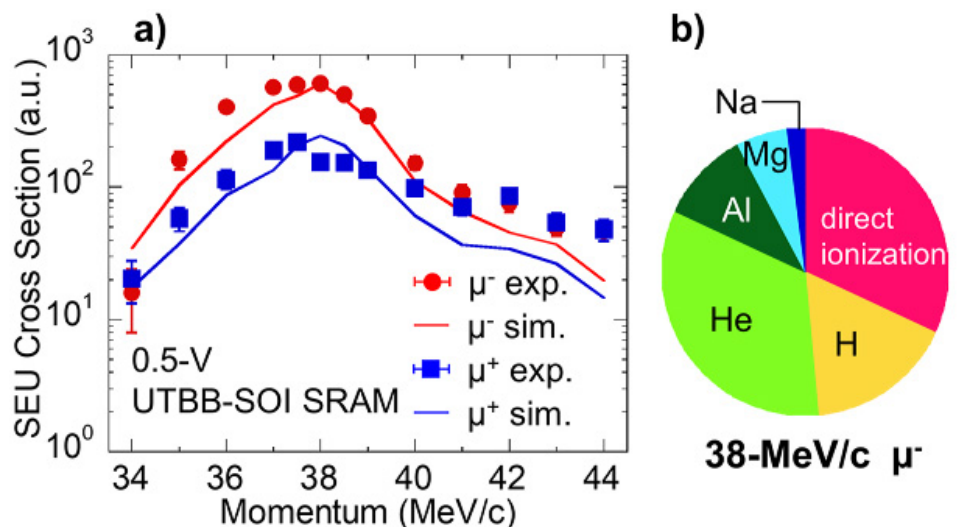 a)
SEU Cross Section (a.u.)
10³
10²
10¹
10⁰
μ⁻ exp.
μ⁻ sim.
μ⁺ exp.
μ⁺ sim.
0.5-V
UTBB-SOI SRAM
34 36 38 40 42 44
Momentum (MeV/c)
b)
Na
Mg
Al
direct
ionization
He
H
38-MeV/c μ⁻